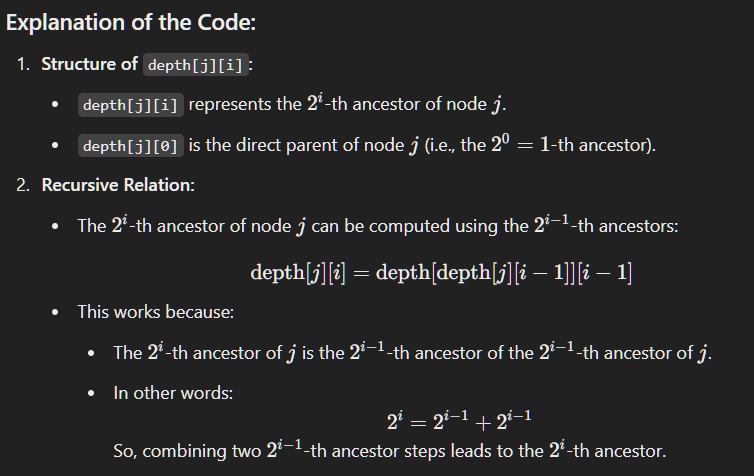 Explanation of the Code:
1. Structure of depth[j][i]:
• depth[j][i] represents the 2^i-th ancestor of node j.
• depth[j][0] is the direct parent of node j (i.e., the 2^0 = 1-th ancestor).
2. Recursive Relation:
• The 2^i-th ancestor of node j can be computed using the 2^{i−1}-th ancestors:
depth[j][i] = depth[depth[j][i − 1]][i − 1]
• This works because:
• The 2^i-th ancestor of j is the 2^{i−1}-th ancestor of the 2^{i−1}-th ancestor of j.
• In other words:
2^i = 2^{i−1} + 2^{i−1}
So, combining two 2^{i−1}-th ancestor steps leads to the 2^i-th ancestor.